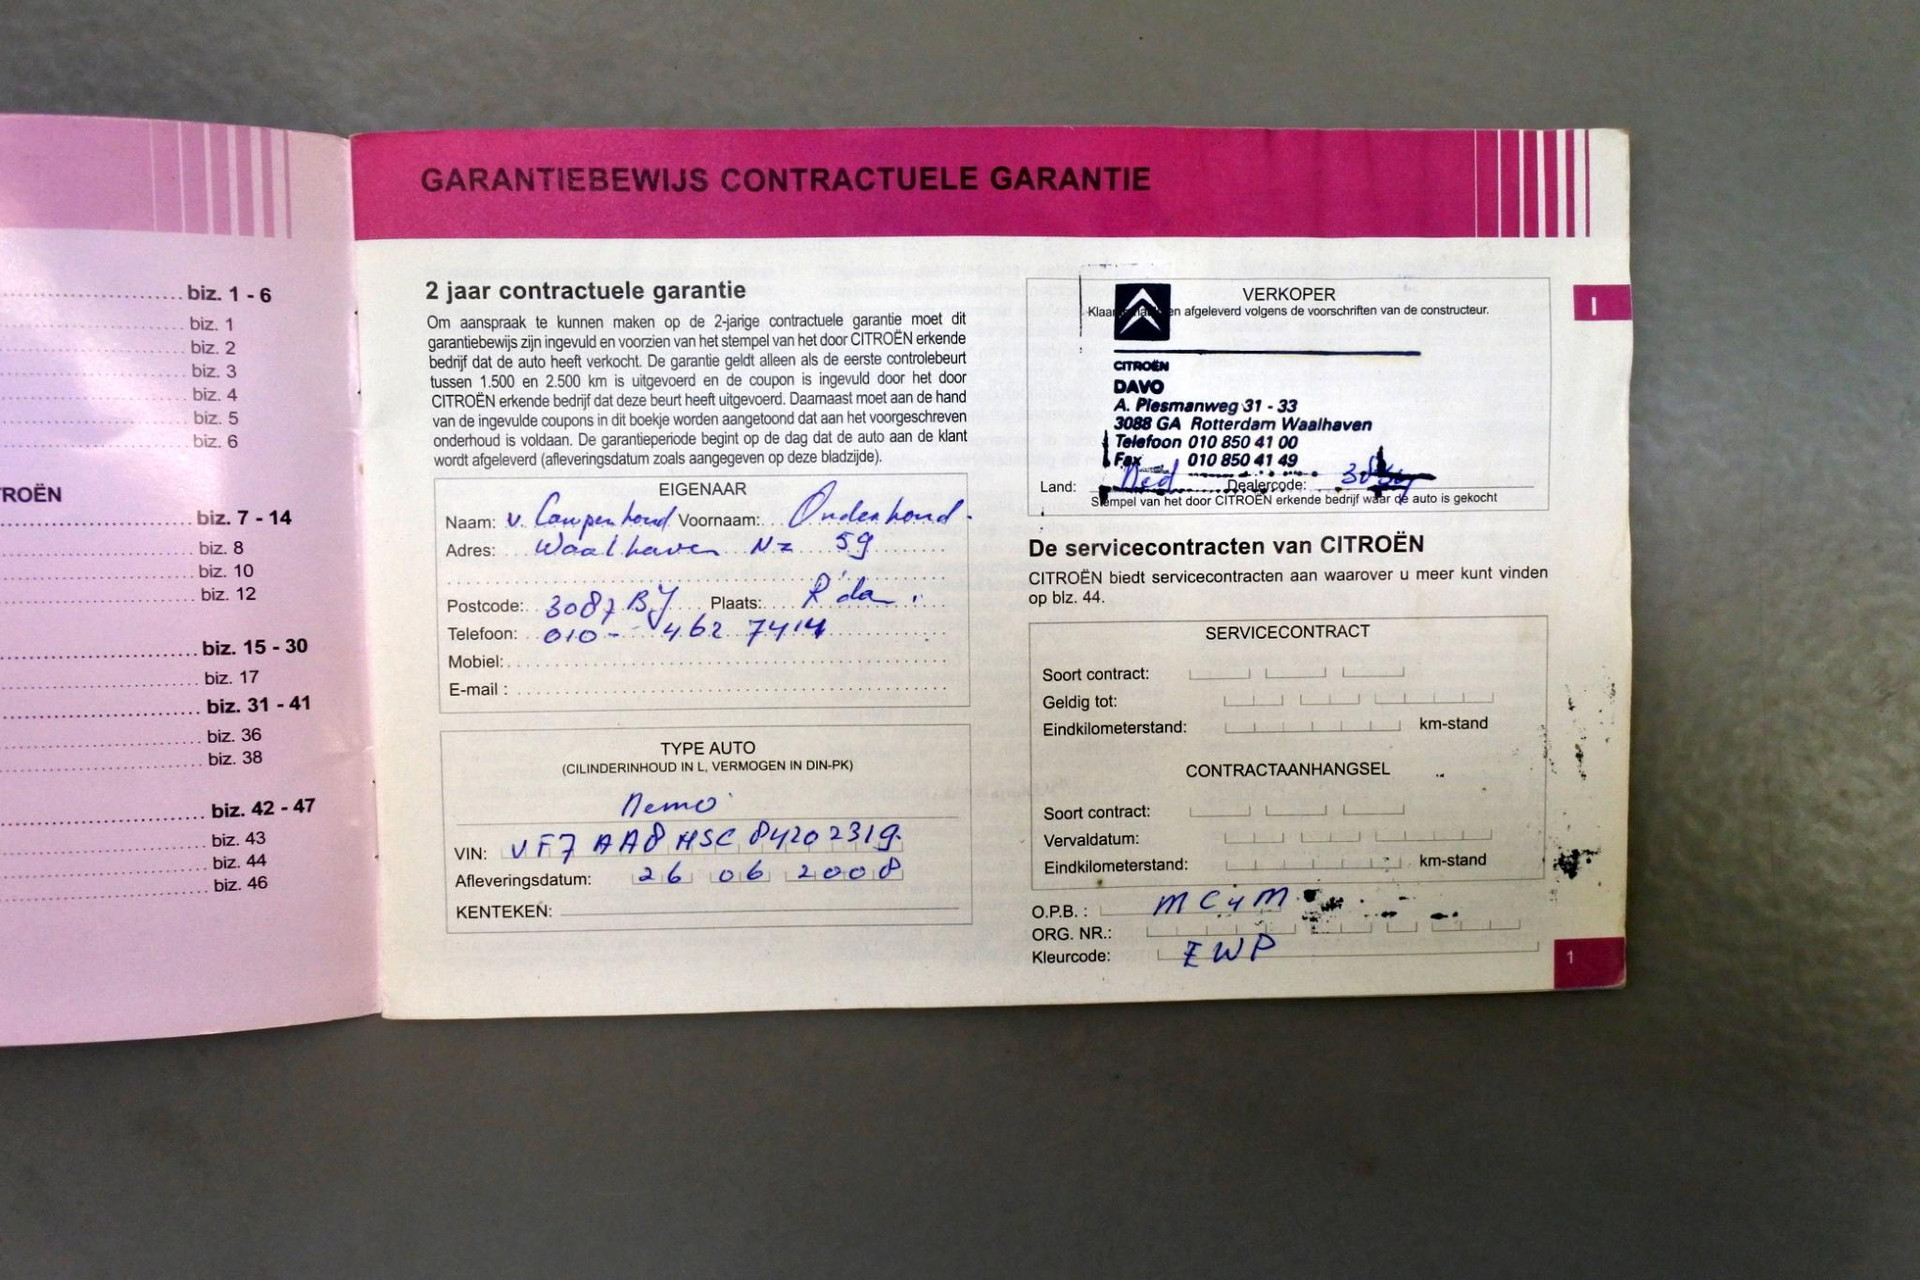 biz. 1 - 6
biz. 1
biz. 2
biz. 3
biz. 4
biz. 5
biz. 6
TROËN
biz. 7 - 14
biz. 8
biz. 10
biz. 12
biz. 15 - 30
biz. 17
biz. 31 - 41
biz. 36
biz. 38
biz. 42 - 47
biz. 43
biz. 44
biz. 46
GARANTIEBEWIJS CONTRACTUELE GARANTIE
2 jaar contractuele garantie
Om aanspraak te kunnen maken op de 2-jarige contractuele garantie moet dit
garantiebewijs zijn ingevuld en voorzien van het stempel van het door CITROËN erkende
bedrijf dat de auto heeft verkocht. De garantie geldt alleen als de eerste controlebeurt
tussen 1.500 en 2.500 km is uitgevoerd en de coupon is ingevuld door het door
CITROËN erkende bedrijf dat deze beurt heeft uitgevoerd. Daarnaast moet aan de hand
van de ingevulde coupons in dit boekje worden aangetoond dat aan het voorgeschreven
onderhoud is voldaan. De garantieperiode begint op de dag dat de auto aan de klant
wordt afgeleverd (afleveringsdatum zoals aangegeven op deze bladzijde).
EIGENAAR
Naam: v. Campenhoud Voornaam: Onderhoud
Adres: Waalhaven Nz 59
Postcode: 3087 BJ Plaats: R'dam
Telefoon: 010- 462 7414
Mobiel:
E-mail :
TYPE AUTO
(CILINDERINHOUD IN L, VERMOGEN IN DIN-PK)
Nemo
VIN: VF7 AA8HSC 84202319
Afleveringsdatum: 26 06 2008
KENTEKEN:
VERKOPER
en afgeleverd volgens de voorschriften van de constructeur.
CITROËN
DAVO
A. Plesmanweg 31 - 33
3088 GA Rotterdam Waalhaven
Telefoon 010 850 41 00
Fax 010 850 41 49
Land: Ned Dealercode:
Stempel van het door CITROËN erkende bedrijf waar de auto is gekocht
I
De servicecontracten van CITROËN
CITROËN biedt servicecontracten aan waarover u meer kunt vinden
op blz. 44.
SERVICECONTRACT
Soort contract:
Geldig tot:
Eindkilometerstand: km-stand
CONTRACTAANHANGSEL
Soort contract:
Vervaldatum:
Eindkilometerstand: km-stand
O.P.B. : MC4M
ORG. NR.:
Kleurcode: EWP
1